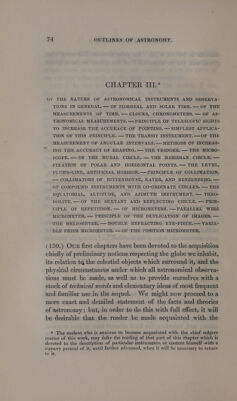 74 OUTLINES OF ASTRONOMY.
CHAPTER III.*
OF THE NATURE OF ASTRONOMICAL INSTRUMENTS AND OBSERVA-
TIONS IN GENERAL. — OF SIDEREAL AND SOLAR TIME. — OF THE
MEASUREMENTS OF TIME. — CLOCKS, CHRONOMETERS. — OF AS-
TRONOMICAL MEASUREMENTS. — PRINCIPLE OF TELESCOPIC SIGHTS
TO INCREASE THE ACCURACY OF POINTING. — SIMPLEST APPLICA-
TION OF THIS PRINCIPLE. — THE TRANSIT INSTRUMENT. — OF THE
MEASUREMENT OF ANGULAR INTERVALS. — METHODS OF INCREAS-
ING THE ACCURACY OF READING. — THE VERNIER. — THE MICRO-
SCOPE. — OF THE MURAL CIRCLE. — THE MERIDIAN CIRCLE. —
FIXATION OF POLAR AND HORIZONTAL POINTS. — THE LEVEL,
PLUMB-LINE, ARTIFICIAL HORIZON. — PRINCIPLE OF COLLIMATION.
— COLLIMATORS OF RITTENHOUSE, KATER, AND BENZENBERG. —
OF COMPOUND INSTRUMENTS WITH CO-ORDINATE CIRCLES. — THE
EQUATORIAL, ALTITUDE, AND AZIMUTH INSTRUMENT. — THEO-
DOLITE. — OF THE SEXTANT AND REFLECTING CIRCLE. — PRIN-
CIPLE OF REPETITION. — OF MICROMETERS. — PARALLEL WIRE
MICROMETER. — PRINCIPLE OF THE DUPLICATION OF IMAGES. —
THE HELIOMETER. — DOUBLE REFRACTING EYE-PIECE. — VARIA-
BLE PRISM MICROMETER. — OF THE POSITION MICROMETER.
(130.) OUR first chapters have been devoted to the acquisition
chiefly of preliminary notions respecting the globe we inhabit,
its relation to the celestial objects which surround it, and the
physical circumstances under which all astronomical observa-
tions must be made, as well as to provide ourselves with a
stock of technical words and elementary ideas of most frequent
and familiar use in the sequel. We might now proceed to a
more exact and detailed statement of the facts and theories
of astronomy: but, in order to do this with full effect, it will
be desirable that the reader be made acquainted with the
* The student who is anxious to become acquainted with the chief subject
matter of this work, may defer the reading of that part of this chapter which is
devoted to the description of particular instruments, or content himself with a
cursory perusal of it, until farther advanced, when it will be necessary to return
to it.